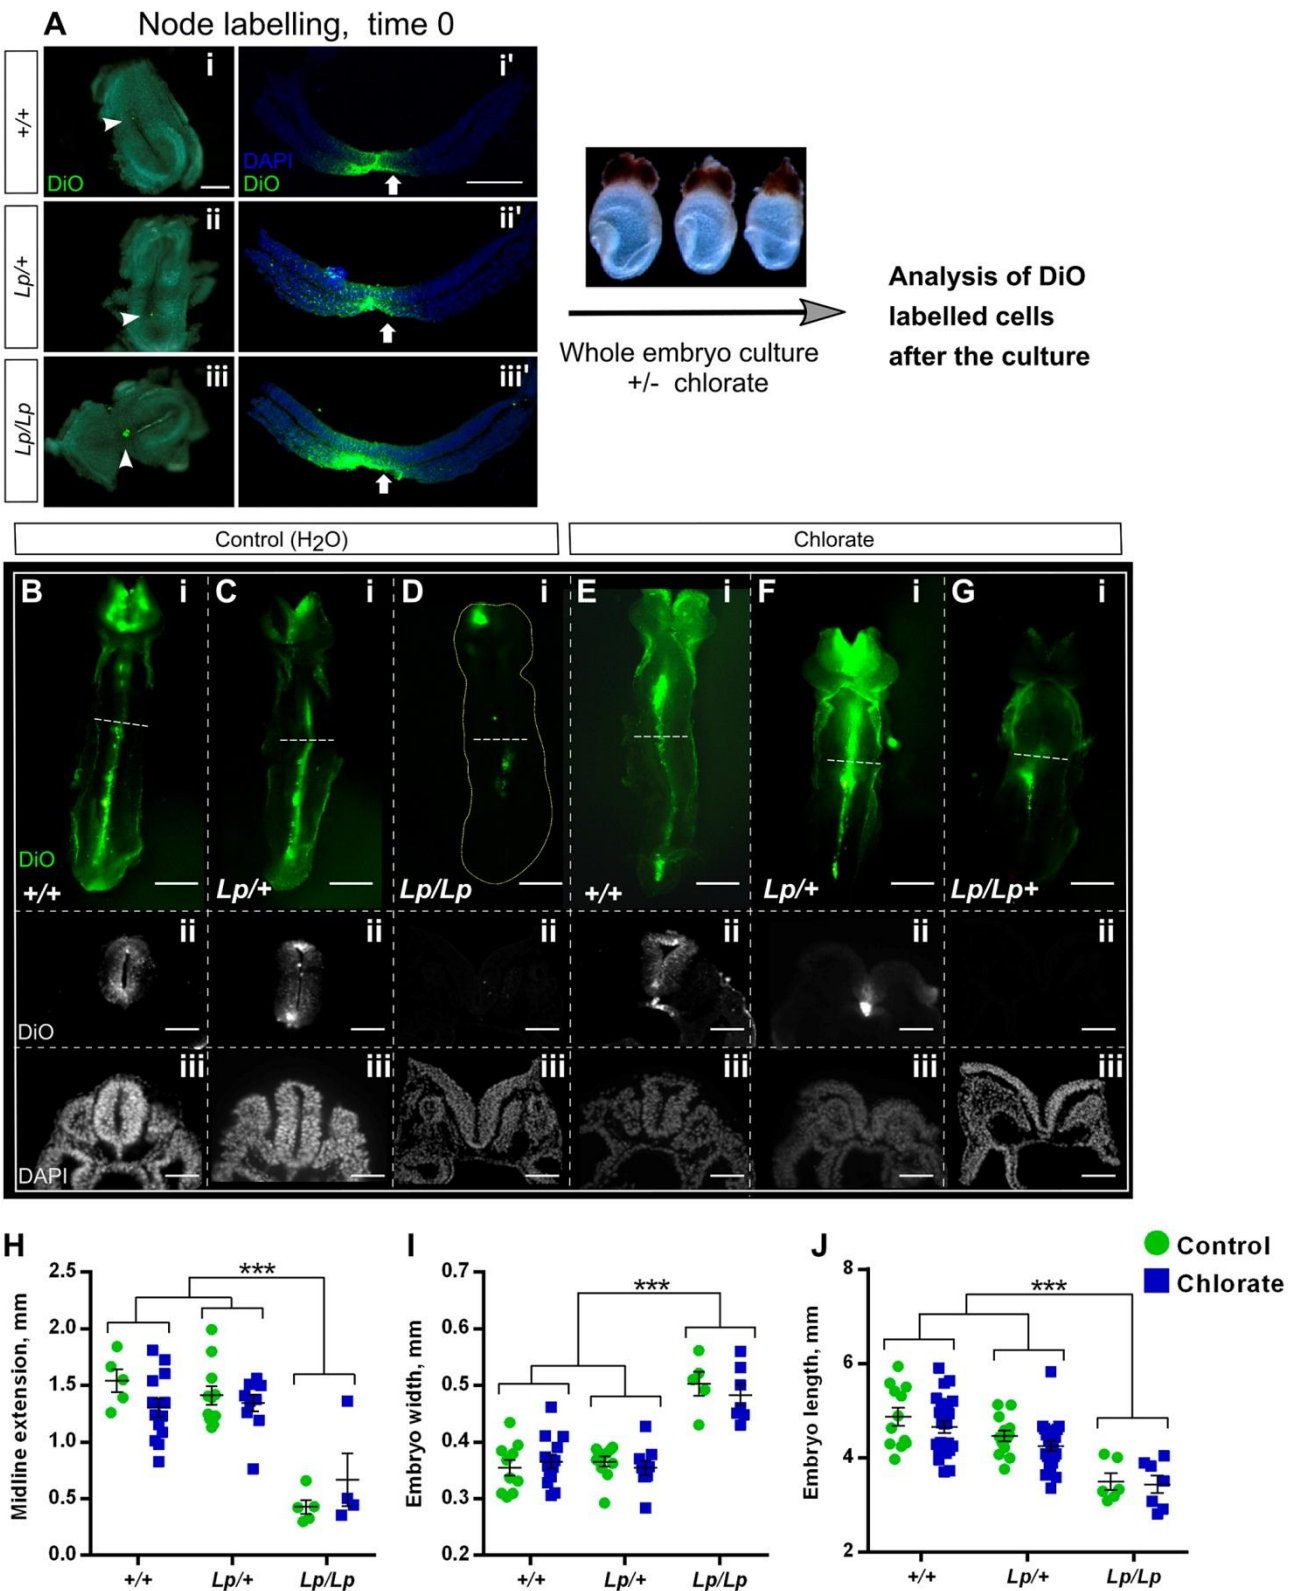 A Node labelling, time 0
+/+
i
DiO
i'
DAPI
DiO
Lp/+
ii
ii'
Lp/Lp
iii
iii'
Whole embryo culture
+/- chlorate
Analysis of DiO
labelled cells
after the culture
Control (H2O)
Chlorate
B i C i D i E i F i G i
DiO
+/+ Lp/+ Lp/Lp +/+ Lp/+ Lp/Lp+
ii ii ii ii ii ii
DiO
iii iii iii iii iii iii
DAPI
H
Midline extension, mm
2.5
2.0
1.5
1.0
0.5
0.0
***
+/+ Lp/+ Lp/Lp
I
Embryo width, mm
0.7
0.6
0.5
0.4
0.3
0.2
***
+/+ Lp/+ Lp/Lp
J
Embryo length, mm
8
6
4
2
***
+/+ Lp/+ Lp/Lp
Control
Chlorate